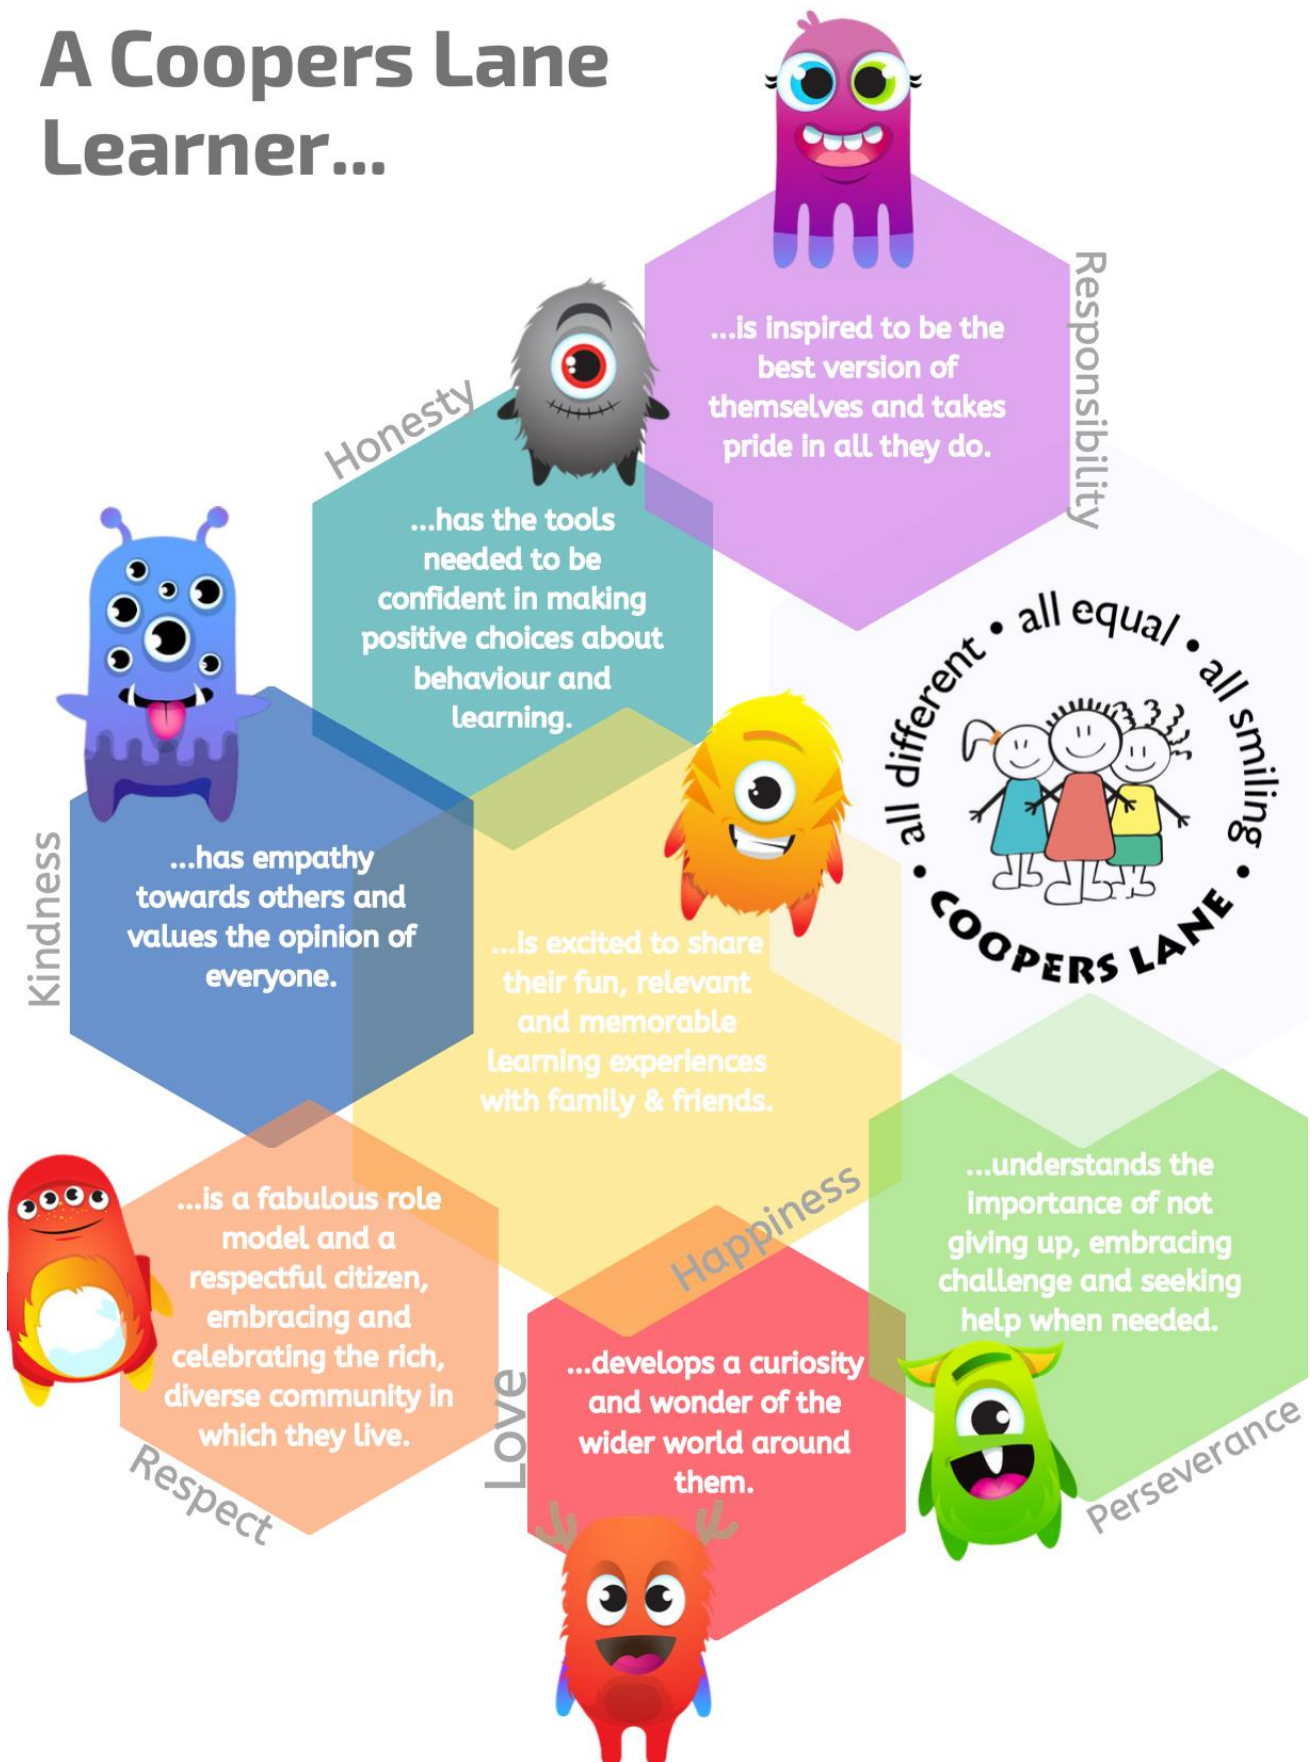 A Coopers Lane
Learner...
Responsibility
...is inspired to be the
best version of
themselves and takes
pride in all they do.
Honesty
...has the tools
needed to be
confident in making
positive choices about
behaviour and
learning.
• all different • all equal • all smiling •
COOPERS LANE
Kindness
...has empathy
towards others and
values the opinion of
everyone.
...is excited to share
their fun, relevant
and memorable
learning experiences
with family & friends.
Happiness
...understands the
importance of not
giving up, embracing
challenge and seeking
help when needed.
Perseverance
...is a fabulous role
model and a
respectful citizen,
embracing and
celebrating the rich,
diverse community in
which they live.
Respect
Love
...develops a curiosity
and wonder of the
wider world around
them.